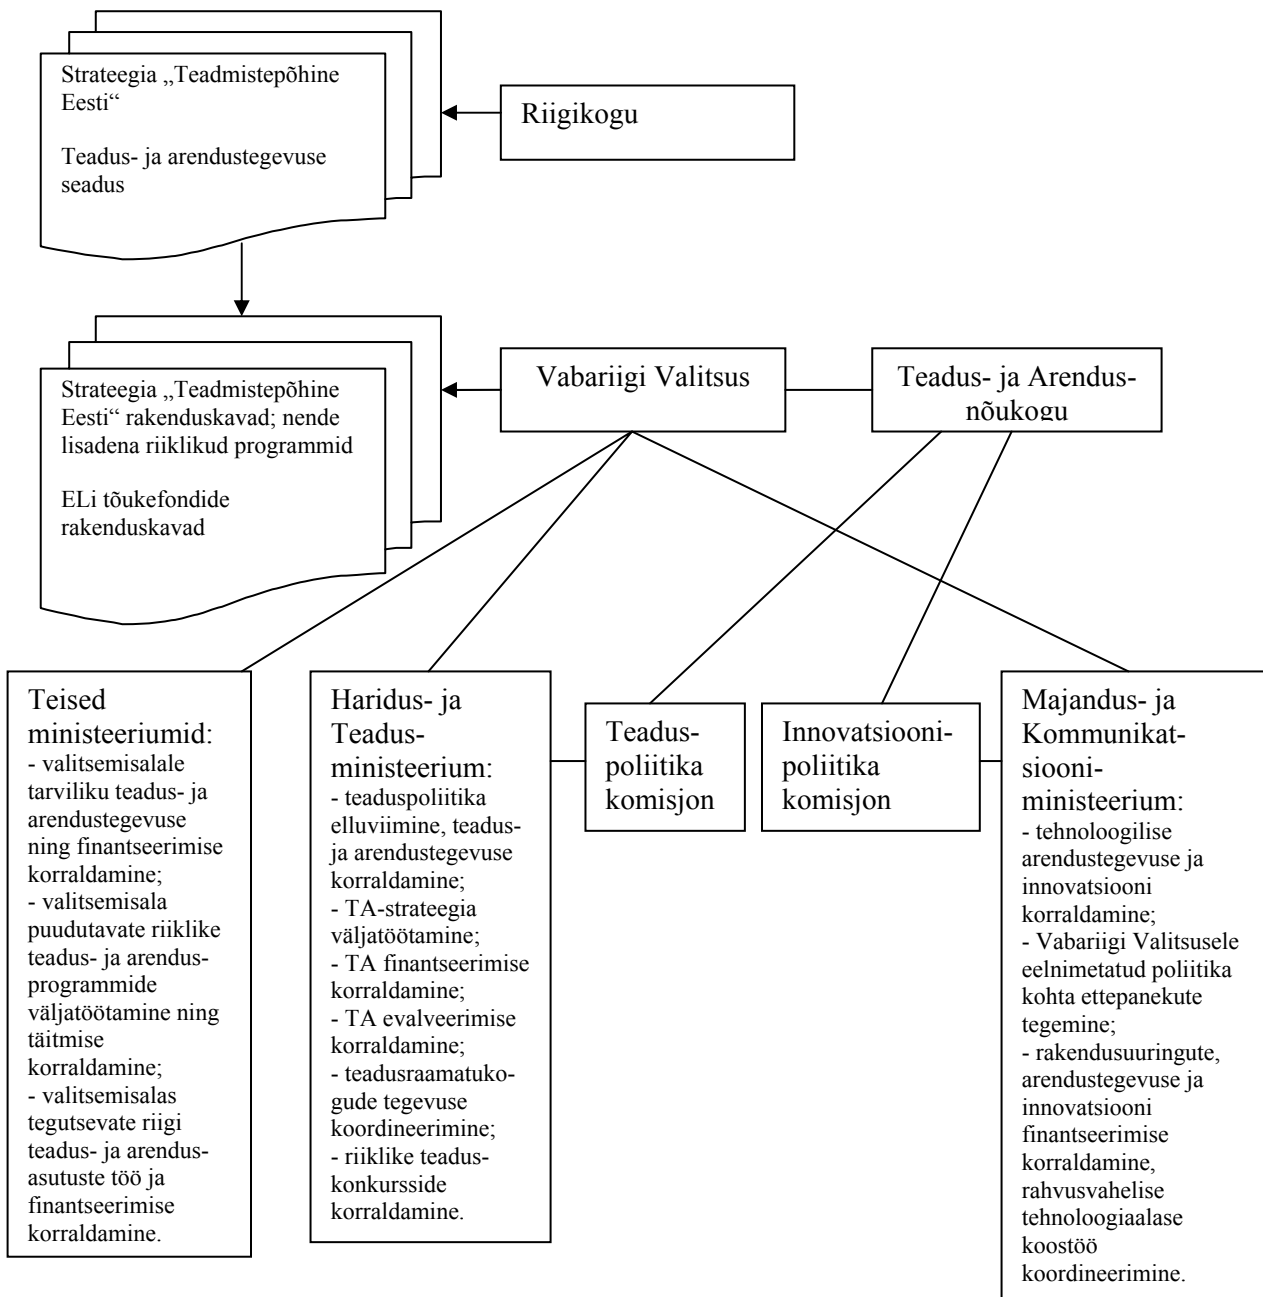 Strateegia „Teadmistepõhine
Eesti“
Teadus- ja arendustegevuse
seadus
Riigikogu
Strateegia „Teadmistepõhine
Eesti“ rakenduskavad; nende
lisadena riiklikud programmid
ELi tõukefondide
rakenduskavad
Vabariigi Valitsus
Teadus- ja Arendus-
nõukogu
Teised
ministeeriumid:
- valitsemisalale
tarviliku teadus- ja
arendustegevuse
ning finantseerimise
korraldamine;
- valitsemisala
puudutavate riiklike
teadus- ja arendus-
programmide
väljatöötamine ning
täitmise
korraldamine;
- valitsemisalas
tegutsevate riigi
teadus- ja arendus-
asutuste töö ja
finantseerimise
korraldamine.
Haridus- ja
Teadus-
ministeerium:
- teaduspoliitika
elluviimine, teadus-
ja arendustegevuse
korraldamine;
- TA-strateegia
väljatöötamine;
- TA finantseerimise
korraldamine;
- TA evalveerimise
korraldamine;
- teadusraamatuko-
gude tegevuse
koordineerimine;
- riiklike teadus-
konkursside
korraldamine.
Teadus-
poliitika
komisjon
Innovatsiooni-
poliitika
komisjon
Majandus- ja
Kommunikat-
siooni-
ministeerium:
- tehnoloogilise
arendustegevuse ja
innovatsiooni
korraldamine;
- Vabariigi Valitsusele
eelnimetatud poliitika
kohta ettepanekute
tegemine;
- rakendusuuringute,
arendustegevuse ja
innovatsiooni
finantseerimise
korraldamine,
rahvusvahelise
tehnoloogiaalase
koostöö
koordineerimine.